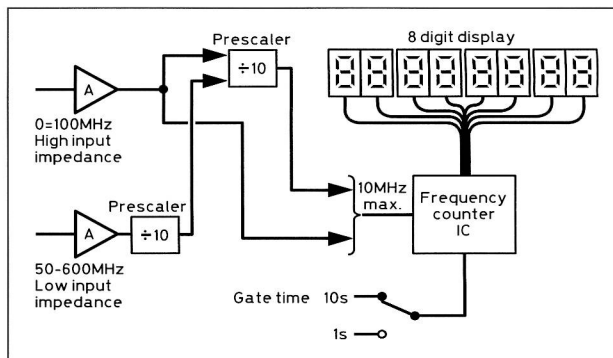 8 digit display
Prescaler
÷10
A
0=100MHz
High input
impedance
10MHz
max.
Frequency
counter
IC
Prescaler
A
÷10
50-600MHz
Low input
impedance
Gate time 10s
1s